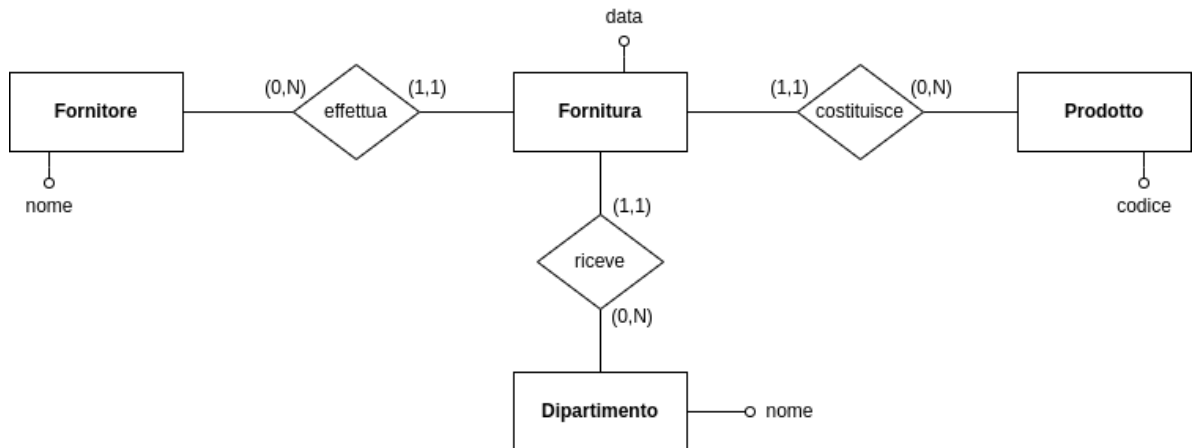 data
(0,N) (1,1) (1,1) (0,N)
Fornitore effettua Fornitura costituisce Prodotto
nome codice
(1,1)
riceve
(0,N)
Dipartimento nome